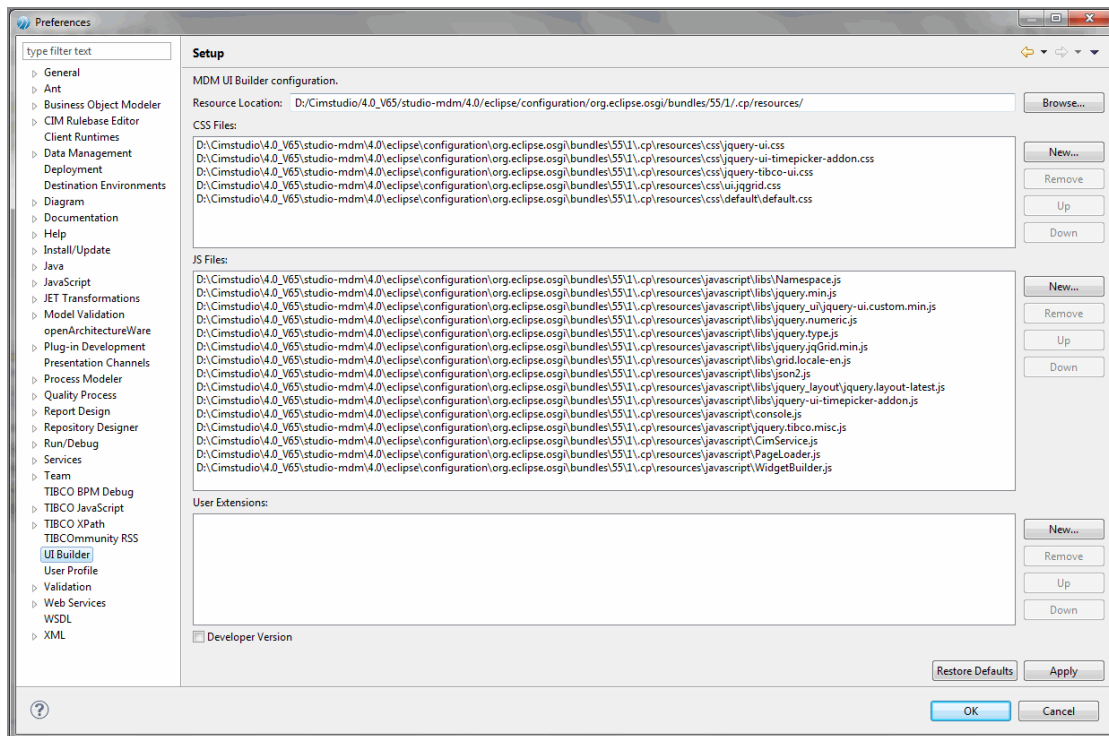 Preferences
type filter text
General
Ant
Business Object Modeler
CIM Rulebase Editor
Client Runtimes
Data Management
Deployment
Destination Environments
Diagram
Documentation
Help
Install/Update
Java
JavaScript
JET Transformations
Model Validation
openArchitectureWare
Plug-in Development
Presentation Channels
Process Modeler
Quality Process
Report Design
Repository Designer
Run/Debug
Services
Team
TIBCO BPM Debug
TIBCO JavaScript
TIBCO XPath
TIBCOmmunity RSS
UI Builder
User Profile
Validation
Web Services
WSDL
XML
Setup
MDM UI Builder configuration.
Resource Location: D:/Cimstudio/4.0_V65/studio-mdm/4.0/eclipse/configuration/org.eclipse.osgi/bundles/55/1/.cp/resources/ Browse...
CSS Files:
D:\Cimstudio\4.0_V65\studio-mdm\4.0\eclipse\configuration\org.eclipse.osgi\bundles\55\1\.cp\resources\css\jquery-ui.css
D:\Cimstudio\4.0_V65\studio-mdm\4.0\eclipse\configuration\org.eclipse.osgi\bundles\55\1\.cp\resources\css\jquery-ui-timepicker-addon.css
D:\Cimstudio\4.0_V65\studio-mdm\4.0\eclipse\configuration\org.eclipse.osgi\bundles\55\1\.cp\resources\css\jquery-tibco-ui.css
D:\Cimstudio\4.0_V65\studio-mdm\4.0\eclipse\configuration\org.eclipse.osgi\bundles\55\1\.cp\resources\css\ui.jqgrid.css
D:\Cimstudio\4.0_V65\studio-mdm\4.0\eclipse\configuration\org.eclipse.osgi\bundles\55\1\.cp\resources\css\default\default.css
New...
Remove
Up
Down
JS Files:
D:\Cimstudio\4.0_V65\studio-mdm\4.0\eclipse\configuration\org.eclipse.osgi\bundles\55\1\.cp\resources\javascript\libs\Namespace.js
D:\Cimstudio\4.0_V65\studio-mdm\4.0\eclipse\configuration\org.eclipse.osgi\bundles\55\1\.cp\resources\javascript\libs\jquery.min.js
D:\Cimstudio\4.0_V65\studio-mdm\4.0\eclipse\configuration\org.eclipse.osgi\bundles\55\1\.cp\resources\javascript\libs\jquery_ui\jquery-ui.custom.min.js
D:\Cimstudio\4.0_V65\studio-mdm\4.0\eclipse\configuration\org.eclipse.osgi\bundles\55\1\.cp\resources\javascript\libs\jquery.numeric.js
D:\Cimstudio\4.0_V65\studio-mdm\4.0\eclipse\configuration\org.eclipse.osgi\bundles\55\1\.cp\resources\javascript\libs\jquery.type.js
D:\Cimstudio\4.0_V65\studio-mdm\4.0\eclipse\configuration\org.eclipse.osgi\bundles\55\1\.cp\resources\javascript\libs\jquery.jqGrid.min.js
D:\Cimstudio\4.0_V65\studio-mdm\4.0\eclipse\configuration\org.eclipse.osgi\bundles\55\1\.cp\resources\javascript\libs\grid.locale-en.js
D:\Cimstudio\4.0_V65\studio-mdm\4.0\eclipse\configuration\org.eclipse.osgi\bundles\55\1\.cp\resources\javascript\libs\json2.js
D:\Cimstudio\4.0_V65\studio-mdm\4.0\eclipse\configuration\org.eclipse.osgi\bundles\55\1\.cp\resources\javascript\libs\jquery_layout\jquery.layout-latest.js
D:\Cimstudio\4.0_V65\studio-mdm\4.0\eclipse\configuration\org.eclipse.osgi\bundles\55\1\.cp\resources\javascript\libs\jquery-ui-timepicker-addon.js
D:\Cimstudio\4.0_V65\studio-mdm\4.0\eclipse\configuration\org.eclipse.osgi\bundles\55\1\.cp\resources\javascript\console.js
D:\Cimstudio\4.0_V65\studio-mdm\4.0\eclipse\configuration\org.eclipse.osgi\bundles\55\1\.cp\resources\javascript\jquery.tibco.misc.js
D:\Cimstudio\4.0_V65\studio-mdm\4.0\eclipse\configuration\org.eclipse.osgi\bundles\55\1\.cp\resources\javascript\CimService.js
D:\Cimstudio\4.0_V65\studio-mdm\4.0\eclipse\configuration\org.eclipse.osgi\bundles\55\1\.cp\resources\javascript\PageLoader.js
D:\Cimstudio\4.0_V65\studio-mdm\4.0\eclipse\configuration\org.eclipse.osgi\bundles\55\1\.cp\resources\javascript\WidgetBuilder.js
New...
Remove
Up
Down
User Extensions:
New...
Remove
Up
Down
Developer Version
Restore Defaults Apply
OK Cancel